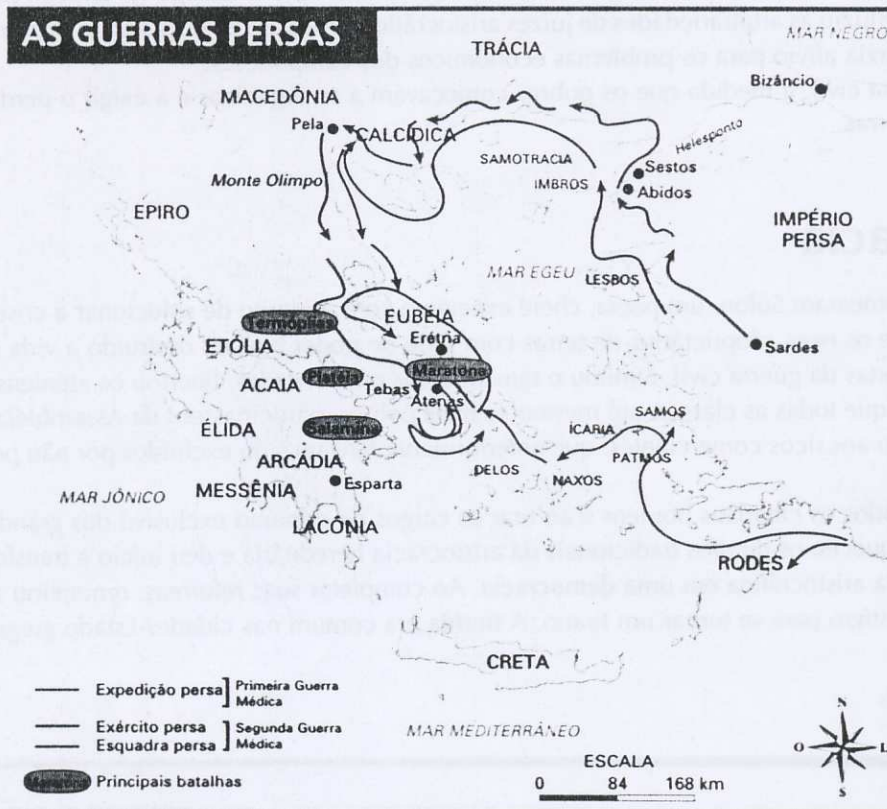 AS GUERRAS PERSAS
MAR NEGRO
TRÁCIA
Bizâncio
MACEDÔNIA
Pela
CALCÍDICA
Helesponto
SAMOTRACIA
Sestos
Monte Olimpo
IMBROS
Abidos
EPIRO
IMPÉRIO
PERSA
MAR EGEU
LESBOS
Termópilas
EUBÉIA
ETÓLIA
Erétria
Sardes
ACAIA
Platéia
Maratona
Tebas
Atenas
ÉLIDA
Salamina
ICARIA
SAMOS
ARCÁDIA
DELOS
PATMOS
MESSÊNIA
Esparta
NAXOS
MAR JÔNICO
LACÔNIA
RODES
CRETA
Expedição persa
Primeira Guerra
Médica
Exército persa
Esquadra persa
Segunda Guerra
Médica
MAR MEDITERRÂNEO
N
O
L
S
ESCALA
Principais batalhas
0 84 168 km